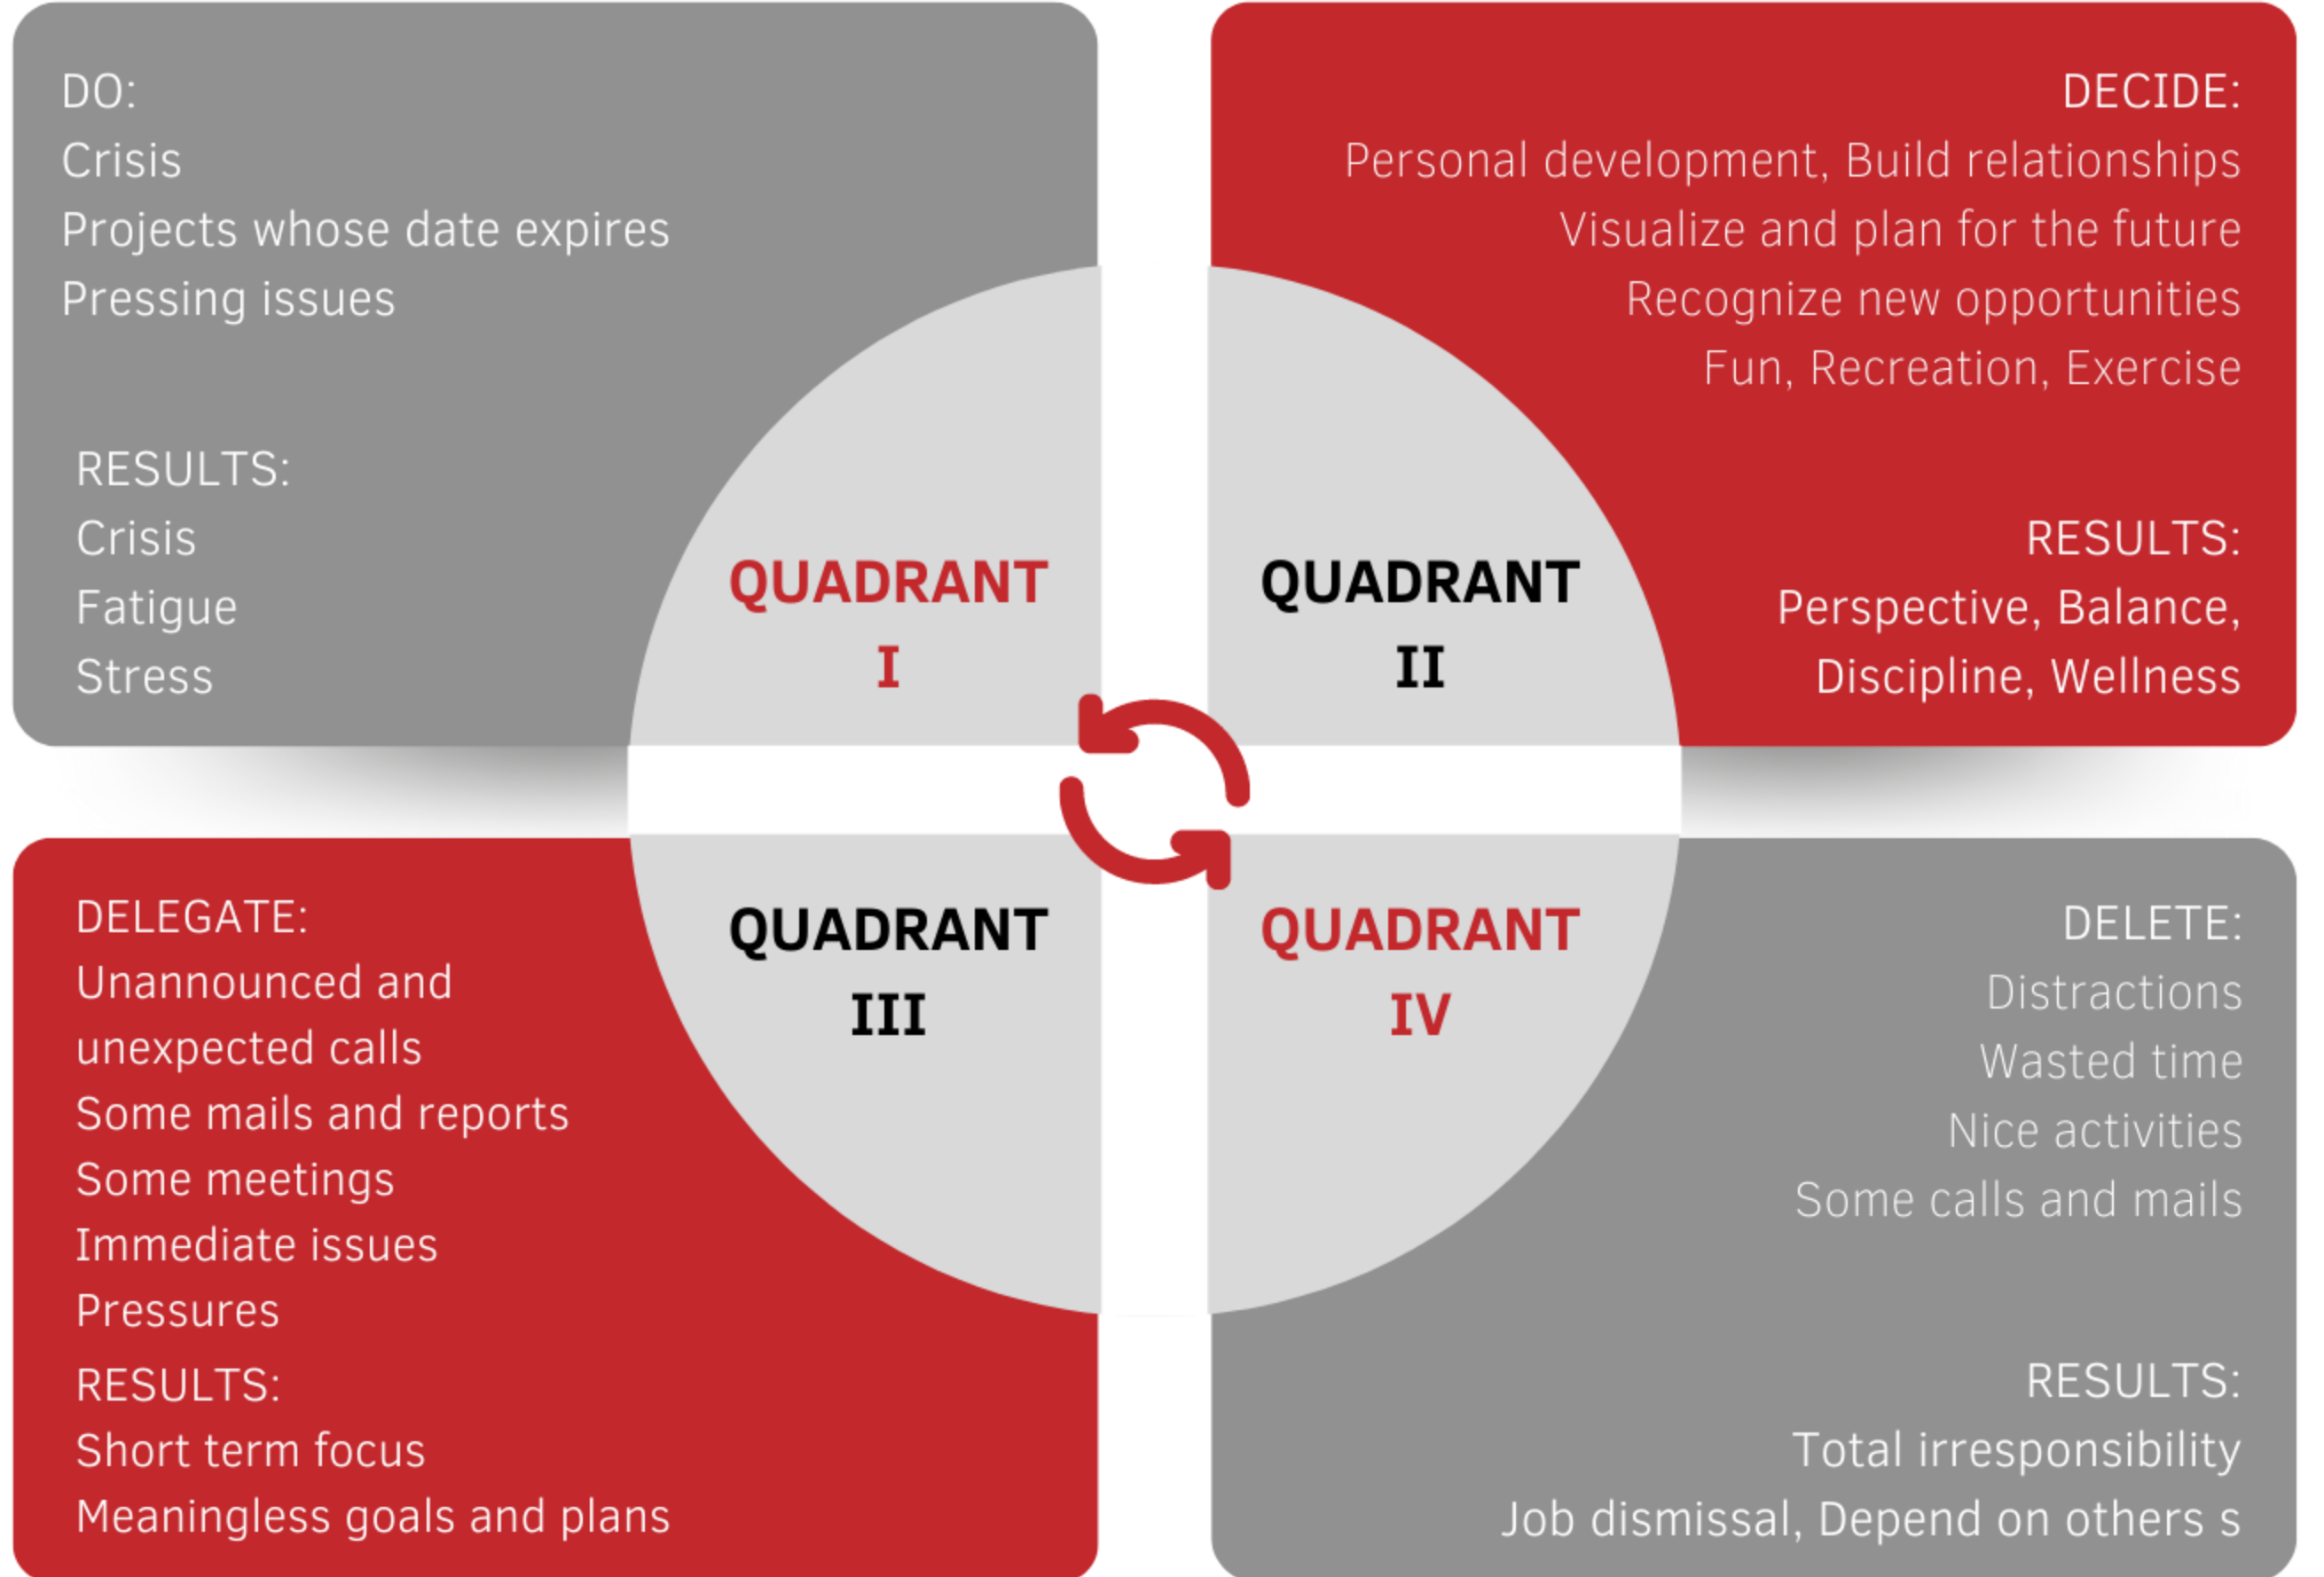 DO:
Crisis
Projects whose date expires
Pressing issues
RESULTS:
Crisis
Fatigue
Stress
QUADRANT
I
DECIDE:
Personal development, Build relationships
Visualize and plan for the future
Recognize new opportunities
Fun, Recreation, Exercise
RESULTS:
Perspective, Balance,
Discipline, Wellness
QUADRANT
II
DELEGATE:
Unannounced and
unexpected calls
Some mails and reports
Some meetings
Immediate issues
Pressures
RESULTS:
Short term focus
Meaningless goals and plans
QUADRANT
III
DELETE:
Distractions
Wasted time
Nice activities
Some calls and mails
RESULTS:
Total irresponsibility
Job dismissal, Depend on others s
QUADRANT
IV